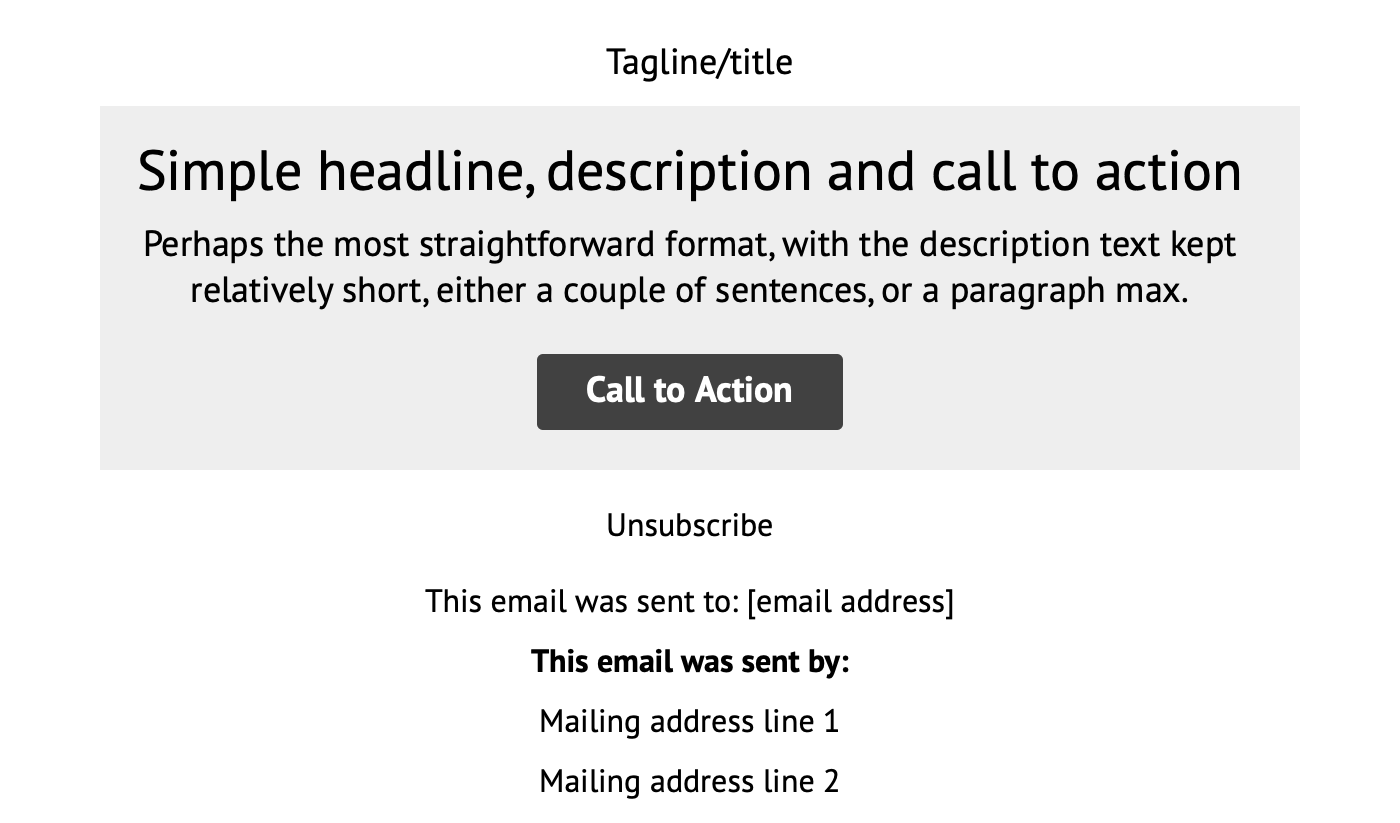 Tagline/title
Simple headline, description and call to action
Perhaps the most straightforward format, with the description text kept
relatively short, either a couple of sentences, or a paragraph max.
Call to Action
Unsubscribe
This email was sent to: [email address]
This email was sent by:
Mailing address line 1
Mailing address line 2